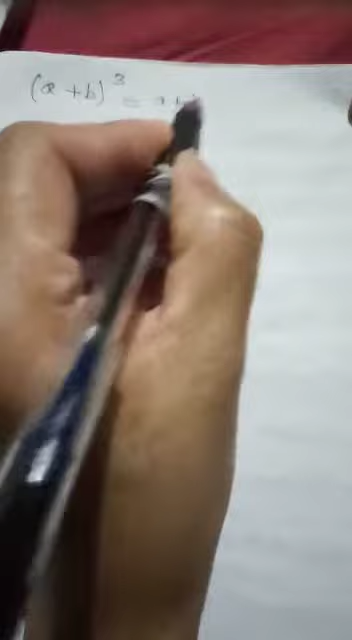 (a+b)³ =